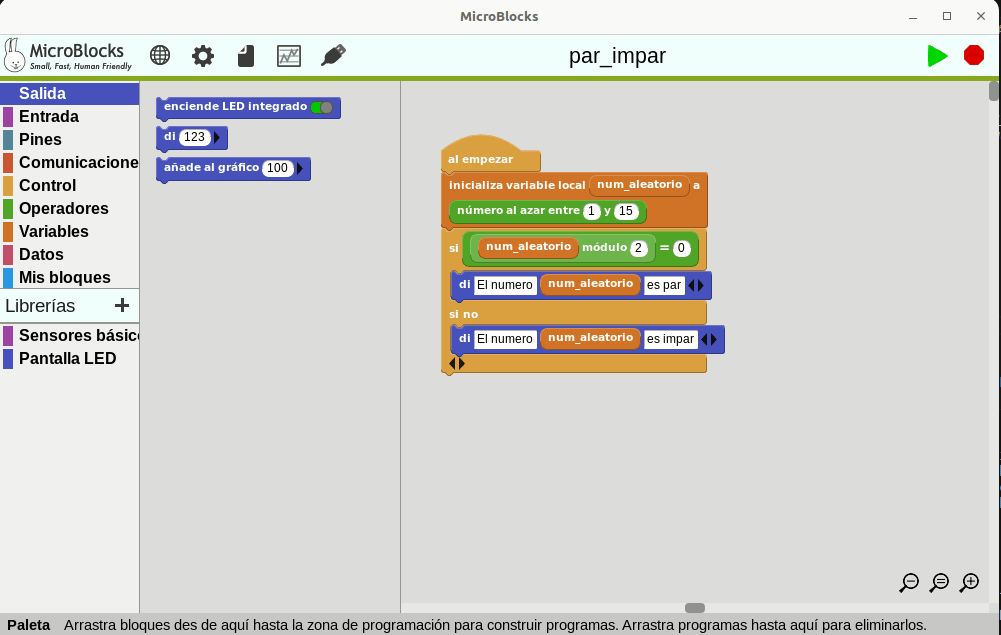 MicroBlocks
MicroBlocks
Small, Fast, Human Friendly
par_impar
Salida
Entrada
Pines
Comunicacione
Control
Operadores
Variables
Datos
Mis bloques
Librerías +
Sensores básic
Pantalla LED
enciende LED integrado
di 123
añade al gráfico 100
al empezar
inicializa variable local num_aleatorio a
número al azar entre 1 y 15
si num_aleatorio módulo 2 = 0
di El numero num_aleatorio es par
si no
di El numero num_aleatorio es impar
Paleta Arrastra bloques des de aquí hasta la zona de programación para construir programas. Arrastra programas hasta aquí para eliminarlos.